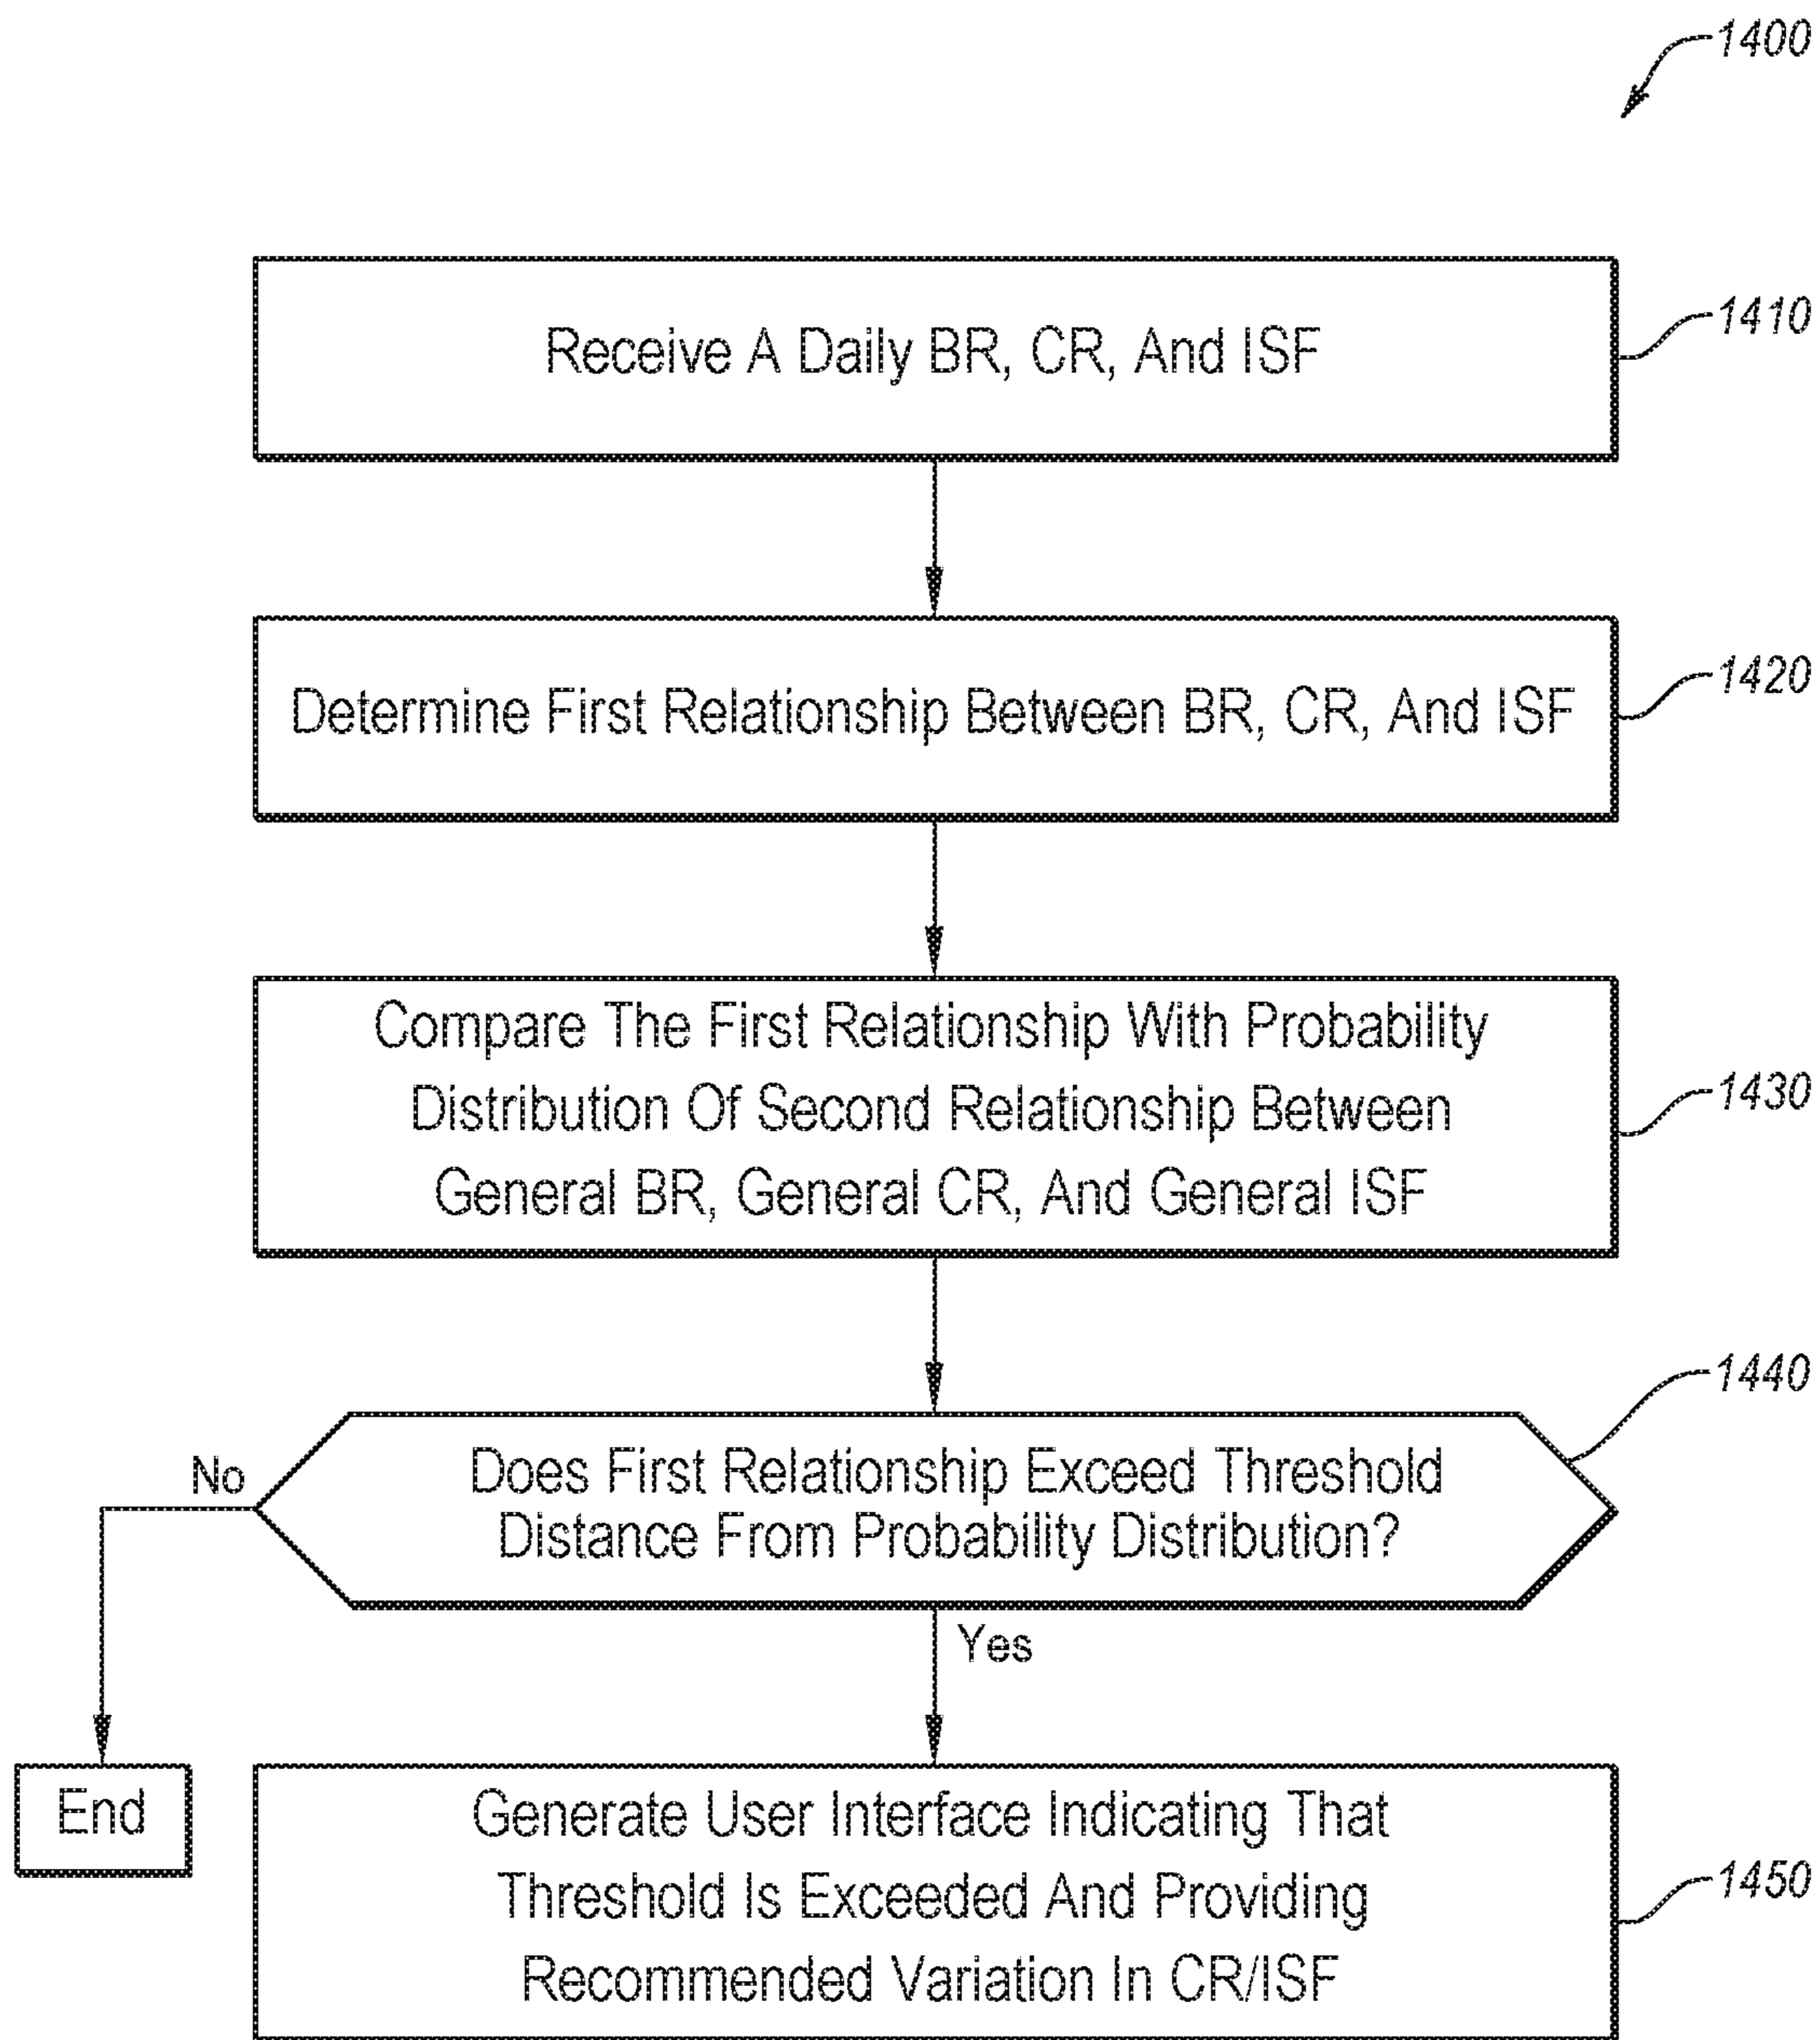 1400
Receive A Daily BR, CR, And ISF
1410
Determine First Relationship Between BR, CR, And ISF
1420
Compare The First Relationship With Probability
Distribution Of Second Relationship Between
General BR, General CR, And General ISF
1430
1440
Does First Relationship Exceed Threshold
Distance From Probability Distribution?
No
Yes
End
Generate User Interface Indicating That
Threshold Is Exceeded And Providing
Recommended Variation In CR/ISF
1450